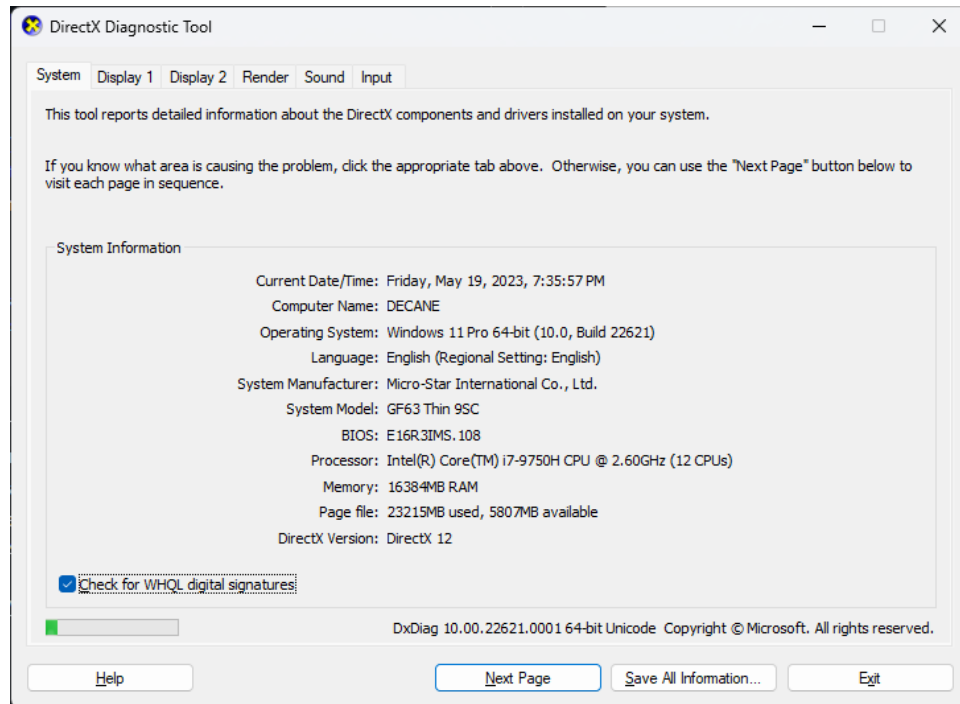 DirectX Diagnostic Tool
System Display 1 Display 2 Render Sound Input
This tool reports detailed information about the DirectX components and drivers installed on your system.
If you know what area is causing the problem, click the appropriate tab above. Otherwise, you can use the "Next Page" button below to
visit each page in sequence.
System Information
Current Date/Time: Friday, May 19, 2023, 7:35:57 PM
Computer Name: DECANE
Operating System: Windows 11 Pro 64-bit (10.0, Build 22621)
Language: English (Regional Setting: English)
System Manufacturer: Micro-Star International Co., Ltd.
System Model: GF63 Thin 9SC
BIOS: E16R3IMS.108
Processor: Intel(R) Core(TM) i7-9750H CPU @ 2.60GHz (12 CPUs)
Memory: 16384MB RAM
Page file: 23215MB used, 5807MB available
DirectX Version: DirectX 12
Check for WHQL digital signatures
DxDiag 10.00.22621.0001 64-bit Unicode Copyright © Microsoft. All rights reserved.
Help Next Page Save All Information... Exit